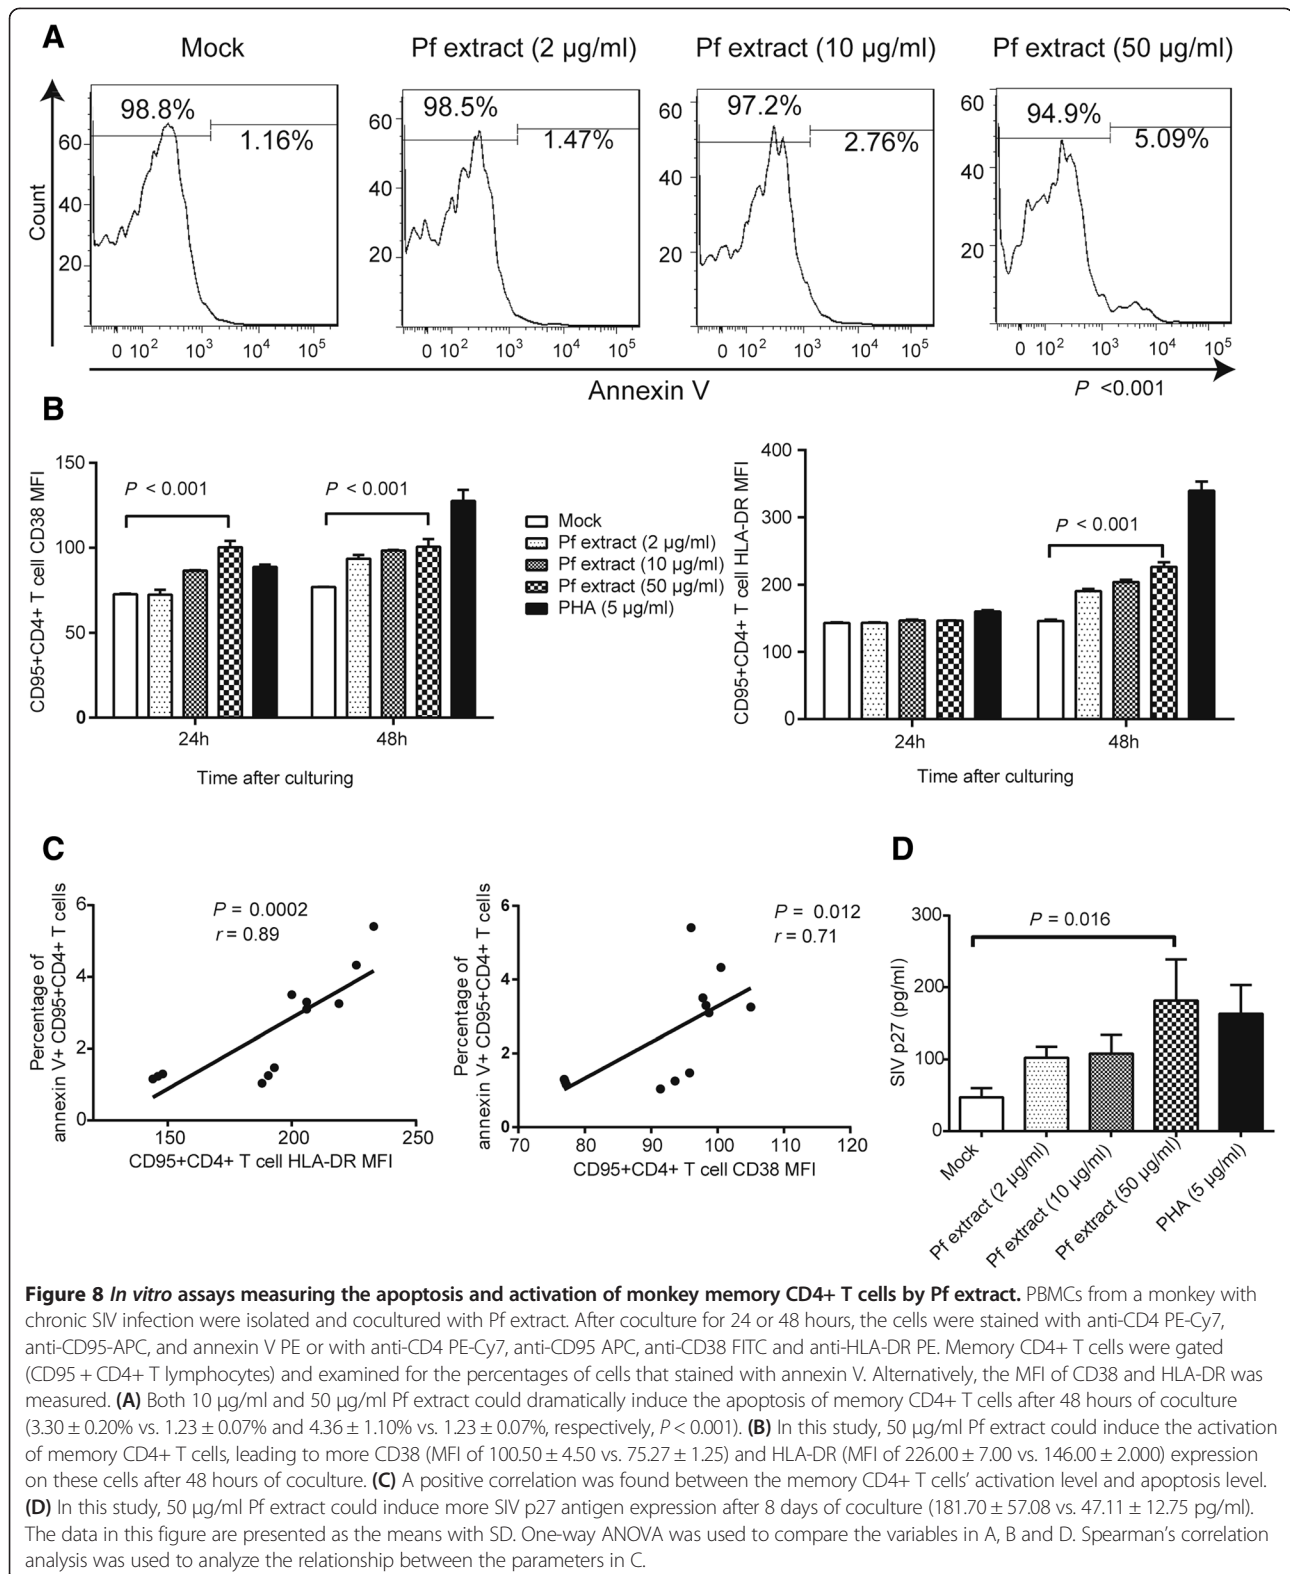 A
Mock
Pf extract (2 µg/ml)
Pf extract (10 µg/ml)
Pf extract (50 µg/ml)
Count
98.8%
1.16%
60
40
20
0 10² 10³ 10⁴ 10⁵
98.5%
1.47%
60
40
20
0 10² 10³ 10⁴ 10⁵
97.2%
2.76%
60
40
20
0 10² 10³ 10⁴ 10⁵
94.9%
5.09%
60
40
20
0 10² 10³ 10⁴ 10⁵
Annexin V
P <0.001
B
CD95+CD4+ T cell CD38 MFI
150
100
50
0
P < 0.001
P < 0.001
24h
48h
Time after culturing
Mock
Pf extract (2 µg/ml)
Pf extract (10 µg/ml)
Pf extract (50 µg/ml)
PHA (5 µg/ml)
CD95+CD4+ T cell HLA-DR MFI
400
300
200
100
0
P < 0.001
24h
48h
Time after culturing
C
Percentage of
annexin V+ CD95+CD4+ T cells
6
4
2
0
P = 0.0002
r = 0.89
150
200
250
CD95+CD4+ T cell HLA-DR MFI
Percentage of
annexin V+ CD95+CD4+ T cells
6
4
2
0
P = 0.012
r = 0.71
70 80 90 100 110 120
CD95+CD4+ T cell CD38 MFI
D
SIV p27 (pg/ml)
300
200
100
0
P = 0.016
Mock
Pf extract (2 µg/ml)
Pf extract (10 µg/ml)
Pf extract (50 µg/ml)
PHA (5 µg/ml)
Figure 8 In vitro assays measuring the apoptosis and activation of monkey memory CD4+ T cells by Pf extract. PBMCs from a monkey with
chronic SIV infection were isolated and cocultured with Pf extract. After coculture for 24 or 48 hours, the cells were stained with anti-CD4 PE-Cy7,
anti-CD95-APC, and annexin V PE or with anti-CD4 PE-Cy7, anti-CD95 APC, anti-CD38 FITC and anti-HLA-DR PE. Memory CD4+ T cells were gated
(CD95 + CD4+ T lymphocytes) and examined for the percentages of cells that stained with annexin V. Alternatively, the MFI of CD38 and HLA-DR was
measured. (A) Both 10 µg/ml and 50 µg/ml Pf extract could dramatically induce the apoptosis of memory CD4+ T cells after 48 hours of coculture
(3.30 ± 0.20% vs. 1.23 ± 0.07% and 4.36 ± 1.10% vs. 1.23 ± 0.07%, respectively, P < 0.001). (B) In this study, 50 µg/ml Pf extract could induce the activation
of memory CD4+ T cells, leading to more CD38 (MFI of 100.50 ± 4.50 vs. 75.27 ± 1.25) and HLA-DR (MFI of 226.00 ± 7.00 vs. 146.00 ± 2.000) expression
on these cells after 48 hours of coculture. (C) A positive correlation was found between the memory CD4+ T cells' activation level and apoptosis level.
(D) In this study, 50 µg/ml Pf extract could induce more SIV p27 antigen expression after 8 days of coculture (181.70 ± 57.08 vs. 47.11 ± 12.75 pg/ml).
The data in this figure are presented as the means with SD. One-way ANOVA was used to compare the variables in A, B and D. Spearman's correlation
analysis was used to analyze the relationship between the parameters in C.